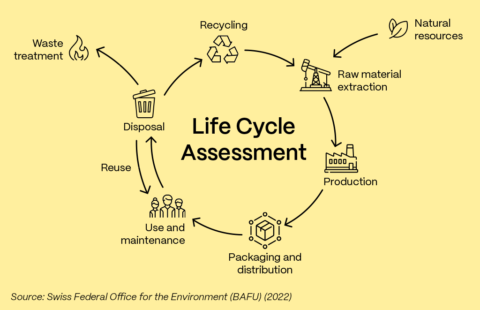 Recycling
Natural
resources
Waste
treatment
Raw material
extraction
Disposal
Life Cycle
Assessment
Reuse
Production
Use and
maintenance
Packaging and
distribution
Source: Swiss Federal Office for the Environment (BAFU) (2022)